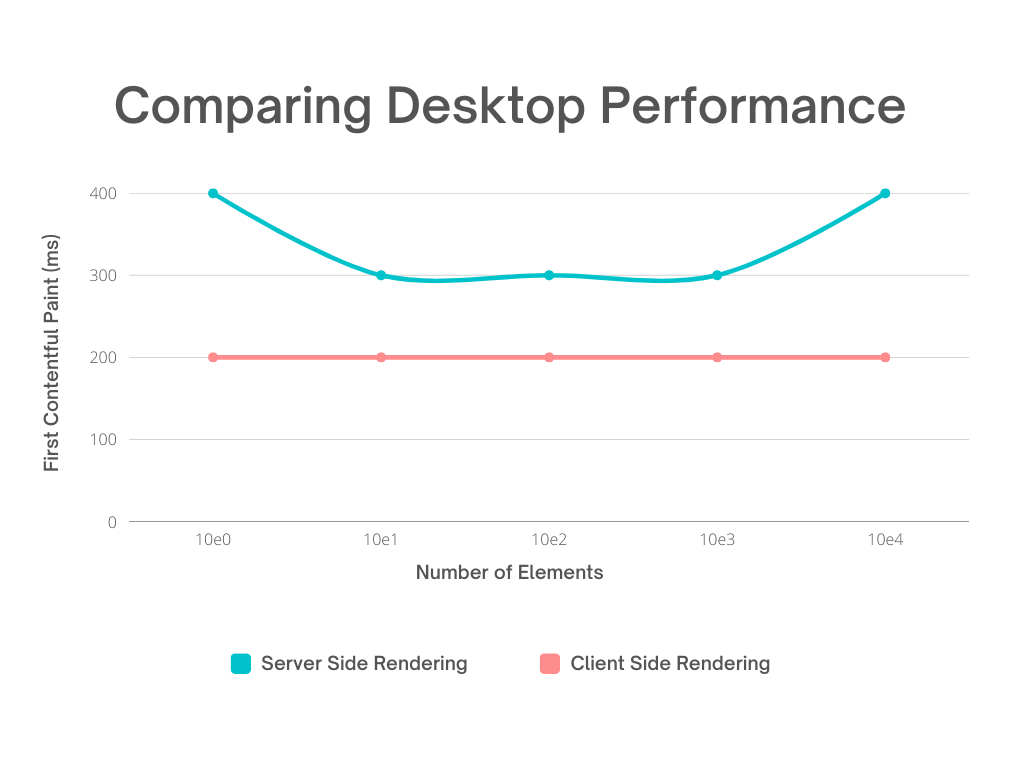 Comparing Desktop Performance
First Contentful Paint (ms)
400
300
200
100
0
10e0 10e1 10e2 10e3 10e4
Number of Elements
Server Side Rendering Client Side Rendering